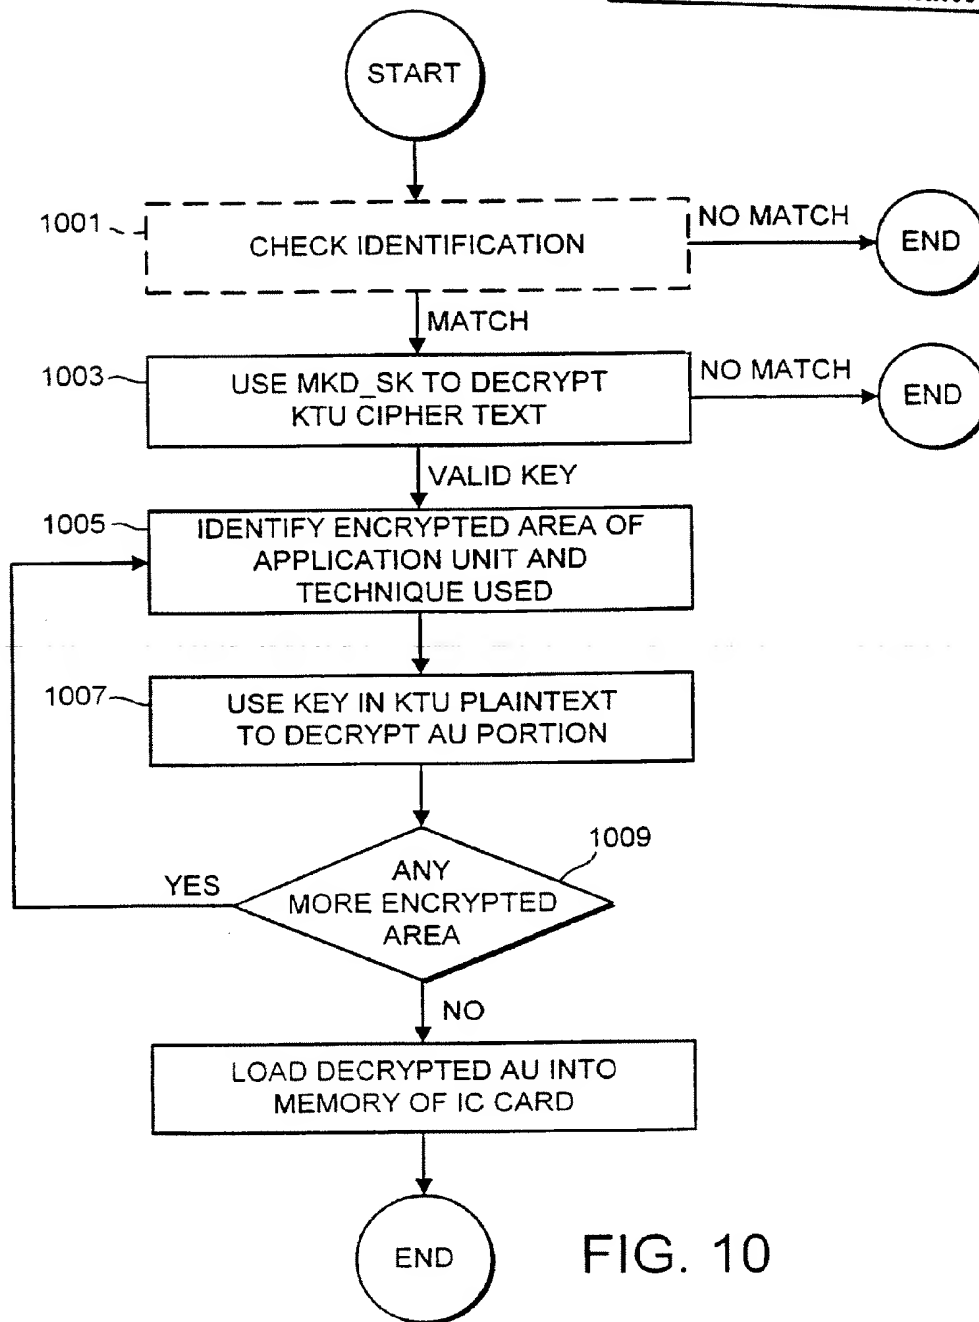 START
1001
CHECK IDENTIFICATION
NO MATCH
END
MATCH
1003
USE MKD_SK TO DECRYPT
KTU CIPHER TEXT
NO MATCH
END
VALID KEY
1005
IDENTIFY ENCRYPTED AREA OF
APPLICATION UNIT AND
TECHNIQUE USED
1007
USE KEY IN KTU PLAINTEXT
TO DECRYPT AU PORTION
1009
ANY
MORE ENCRYPTED
AREA
YES
NO
LOAD DECRYPTED AU INTO
MEMORY OF IC CARD
END
FIG. 10